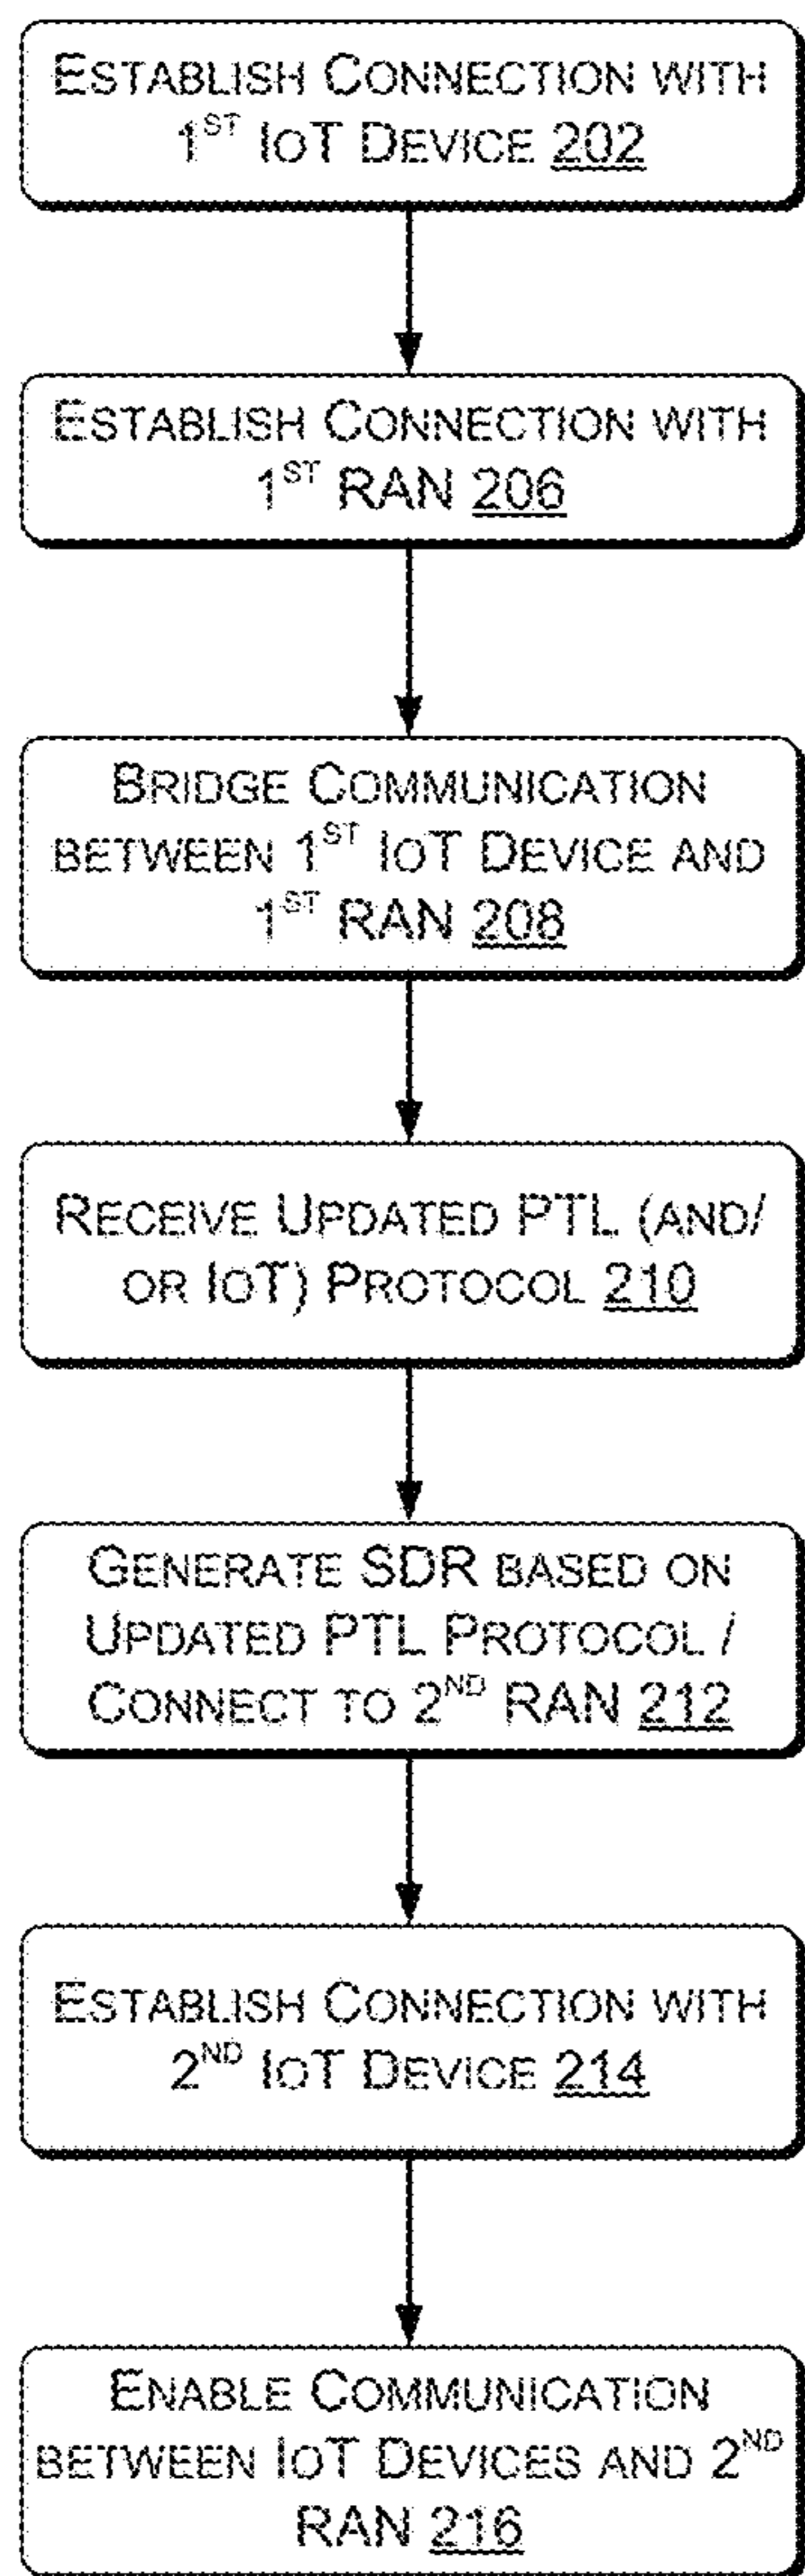 ESTABLISH CONNECTION WITH
1ST IOT DEVICE 202
ESTABLISH CONNECTION WITH
1ST RAN 206
BRIDGE COMMUNICATION
BETWEEN 1ST IOT DEVICE AND
1ST RAN 208
RECEIVE UPDATED PTL (AND/
OR IOT) PROTOCOL 210
GENERATE SDR BASED ON
UPDATED PTL PROTOCOL /
CONNECT TO 2ND RAN 212
ESTABLISH CONNECTION WITH
2ND IOT DEVICE 214
ENABLE COMMUNICATION
BETWEEN IOT DEVICES AND 2ND
RAN 216